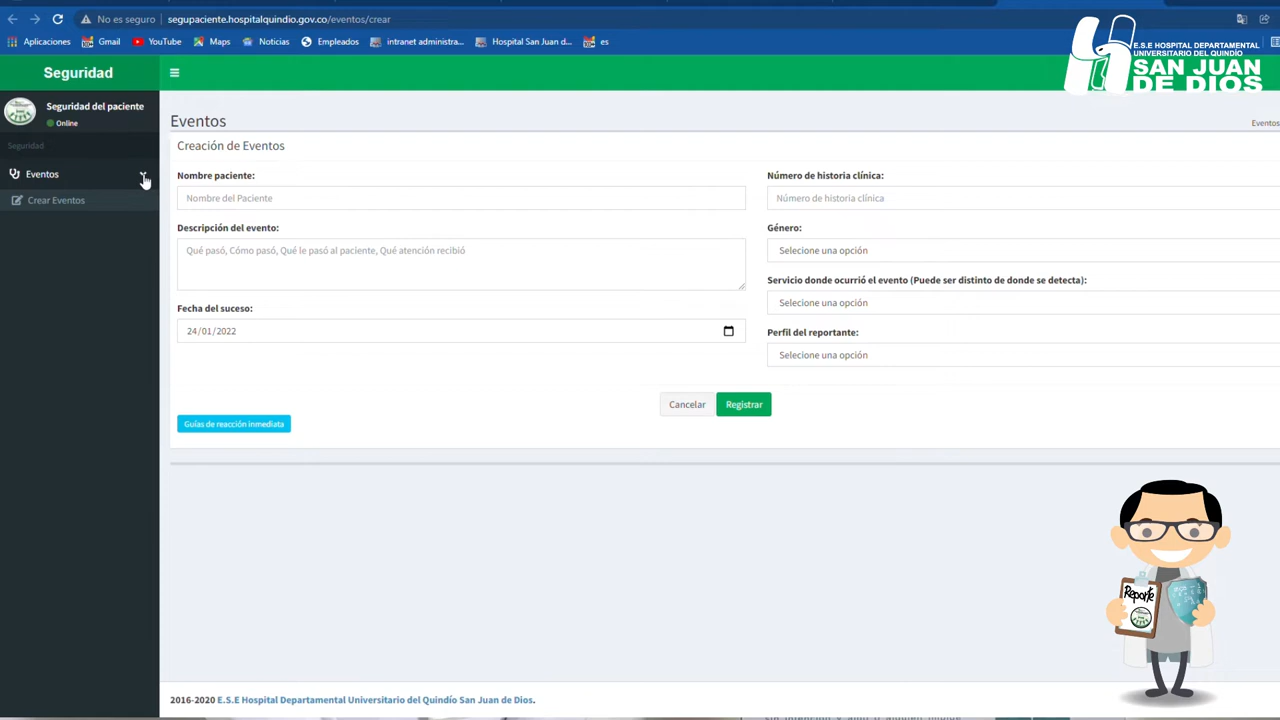 No es seguro segupaciente.hospitalquindio.gov.co/eventos/crear
Aplicaciones Gmail YouTube Maps Noticias Empleados intranet administra... Hospital San Juan d... es
E.S.E HOSPITAL DEPARTAMENTAL
UNIVERSITARIO DEL QUINDÍO
SAN JUAN
DE DIOS
Seguridad
Seguridad del paciente
Online
Seguridad
Eventos
Crear Eventos
Eventos
Eventos
Creación de Eventos
Nombre paciente:
Nombre del Paciente
Número de historia clínica:
Número de historia clínica
Descripción del evento:
Qué pasó, Cómo pasó, Qué le pasó al paciente, Qué atención recibió
Género:
Selecione una opción
Servicio donde ocurrió el evento (Puede ser distinto de donde se detecta):
Selecione una opción
Fecha del suceso:
24/01/2022
Perfil del reportante:
Selecione una opción
Cancelar Registrar
Guías de reacción inmediata
Reporte
2016-2020 E.S.E Hospital Departamental Universitario del Quindío San Juan de Dios.